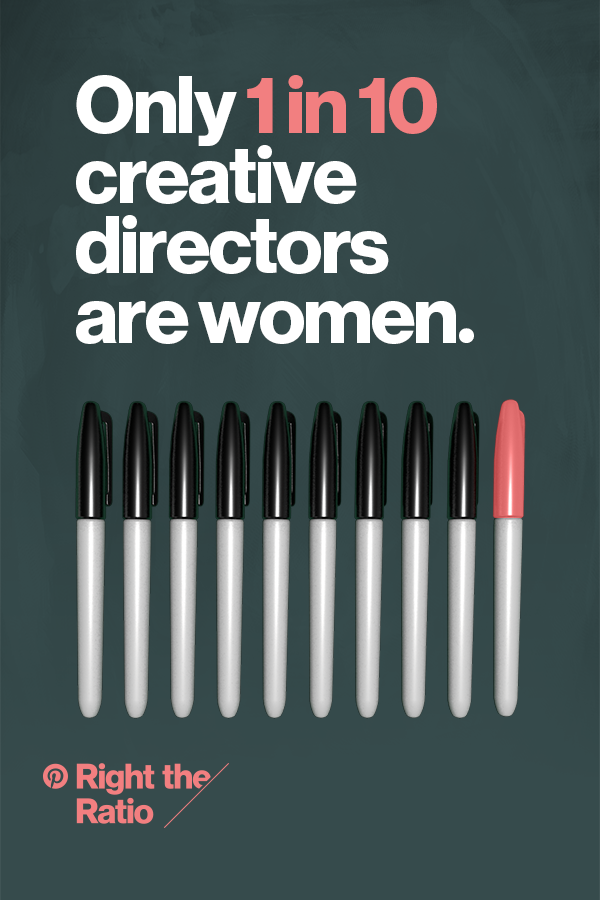 Only 1 in 10
creative
directors
are women.
Right the
Ratio